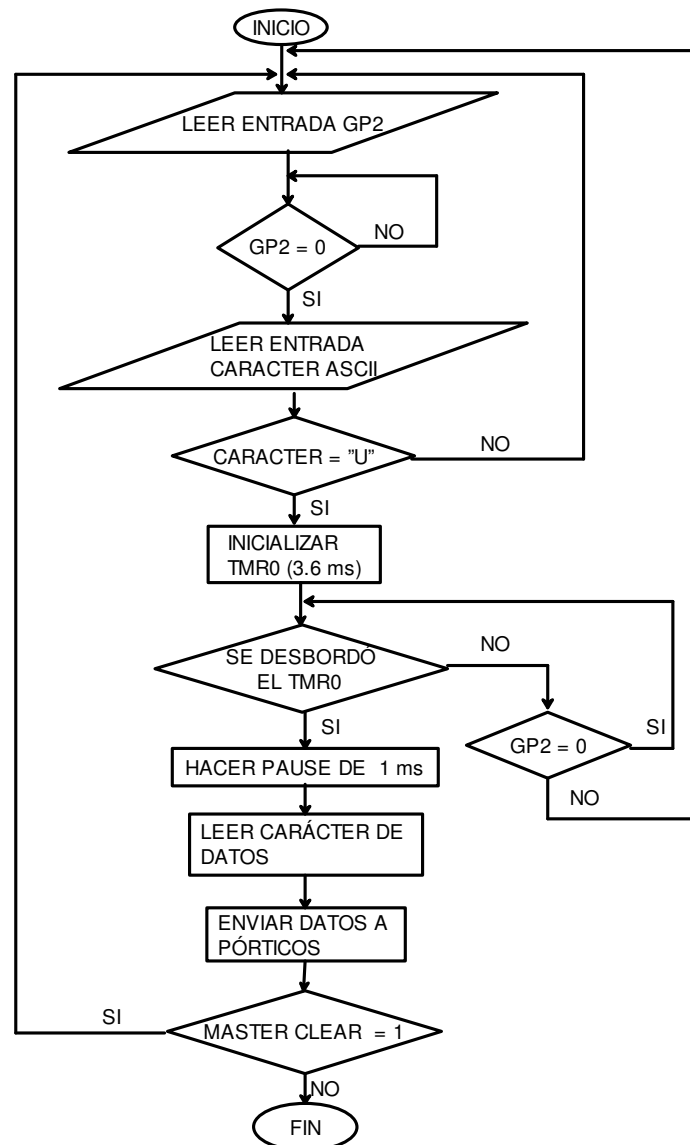 INICIO
LEER ENTRADA GP2
NO
GP2 = 0
SI
LEER ENTRADA
CARACTER ASCII
NO
CARACTER = ”U”
SI
INICIALIZAR
TMR0 (3.6 ms)
SE DESBORDÓ
EL TMR0
NO
SI
GP2 = 0
SI
HACER PAUSE DE 1 ms
NO
LEER CARÁCTER DE
DATOS
ENVIAR DATOS A
PÓRTICOS
SI
MASTER CLEAR = 1
NO
FIN